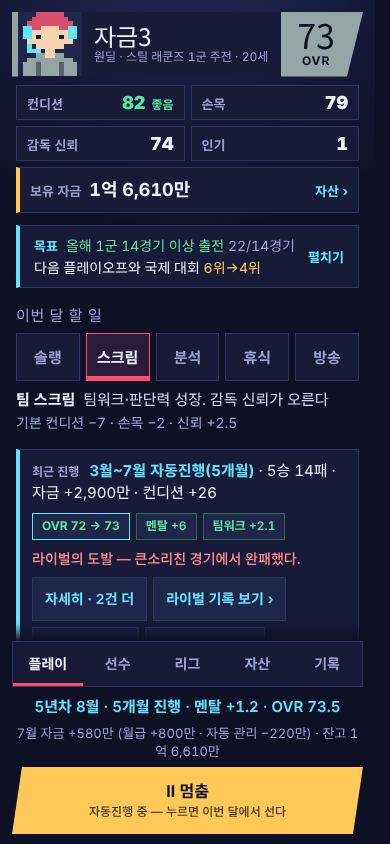 자금3
원딜 · 스틸 래쿤즈 1군 주전 · 20세
73
OVR
컨디션 82 좋음
손목 79
감독 신뢰 74
인기 1
보유 자금 1억 6,610만 자산 ›
목표 올해 1군 14경기 이상 출전 22/14경기
다음 플레이오프와 국제 대회 6위→4위
펼치기
이번 달 할 일
솔랭 스크림 분석 휴식 방송
팀 스크림 팀워크·판단력 성장. 감독 신뢰가 오른다
기본 컨디션 −7 · 손목 −2 · 신뢰 +2.5
최근 진행 3월~7월 자동진행(5개월) · 5승 14패 ·
자금 +2,900만 · 컨디션 +26
OVR 72 → 73 멘탈 +6 팀워크 +2.1
라이벌의 도발 — 큰소리친 경기에서 완패했다.
자세히 · 2건 더 라이벌 기록 보기 ›
플레이 선수 리그 자산 기록
5년차 8월 · 5개월 진행 · 멘탈 +1.2 · OVR 73.5
7월 자금 +580만 (월급 +800만 · 자동 관리 −220만) · 잔고 1
억 6,610만
II 멈춤
자동진행 중 — 누르면 이번 달에서 선다